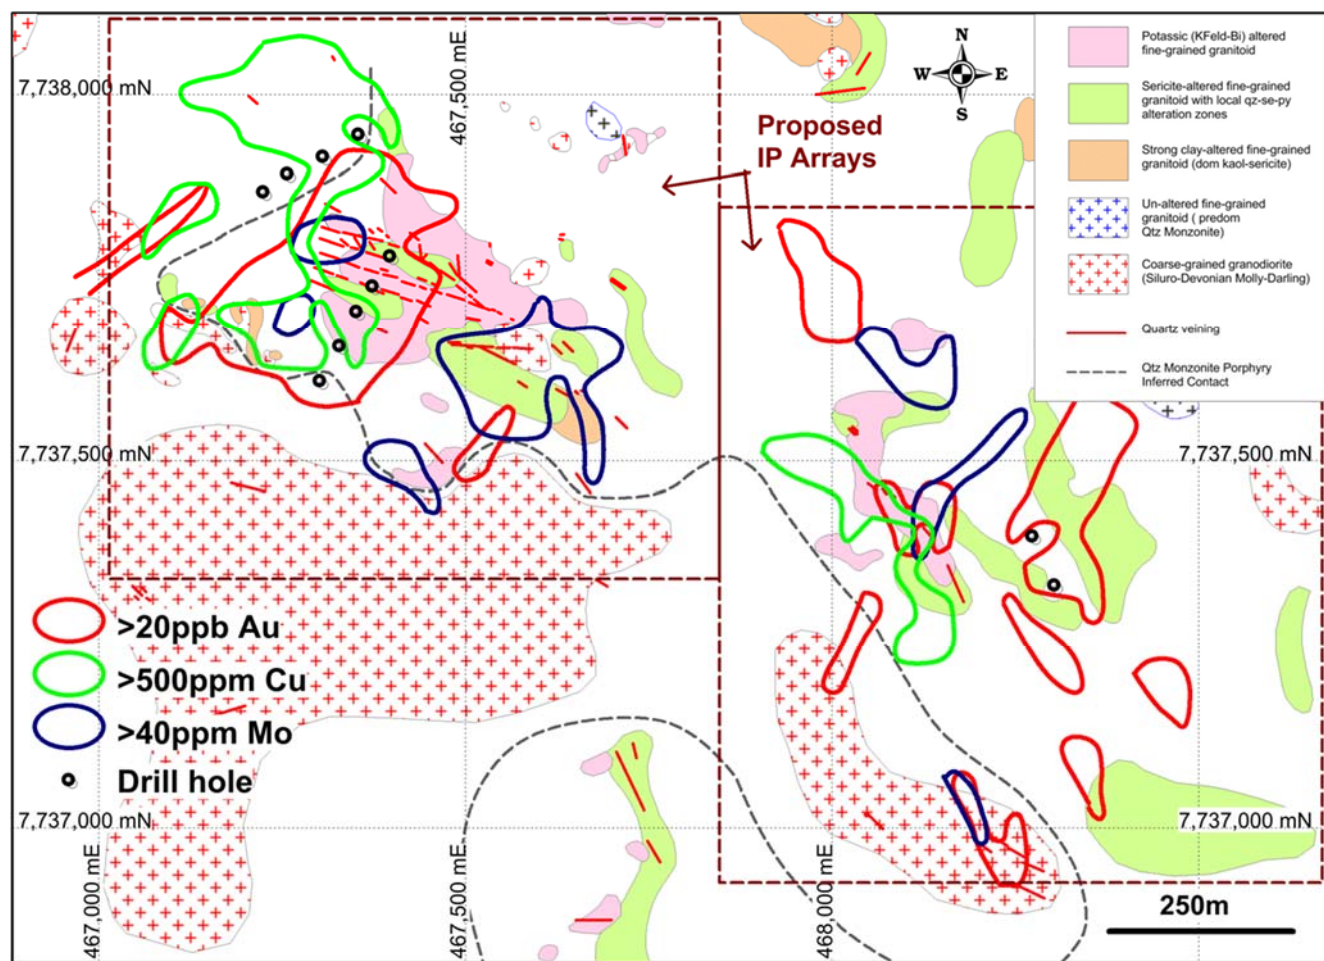 7,738,000 mN
467,500 mE
N
W
E
S
Proposed
IP Arrays
Potassic (KFeld-Bi) altered
fine-grained granitoid
Sericite-altered fine-grained
granitoid with local qz-se-py
alteration zones
Strong clay-altered fine-grained
granitoid (dom kaol-sericite)
Un-altered fine-grained
granitoid ( predom
Qtz Monzonite)
Coarse-grained granodiorite
(Siluro-Devonian Molly-Darling)
Quartz veining
Qtz Monzonite Porphyry
Inferred Contact
7,737,500 mN
7,737,500 mN
>20ppb Au
>500ppm Cu
>40ppm Mo
Drill hole
7,737,000 mN
7,737,000 mN
467,000 mE
467,500 mE
468,000 mE
250m